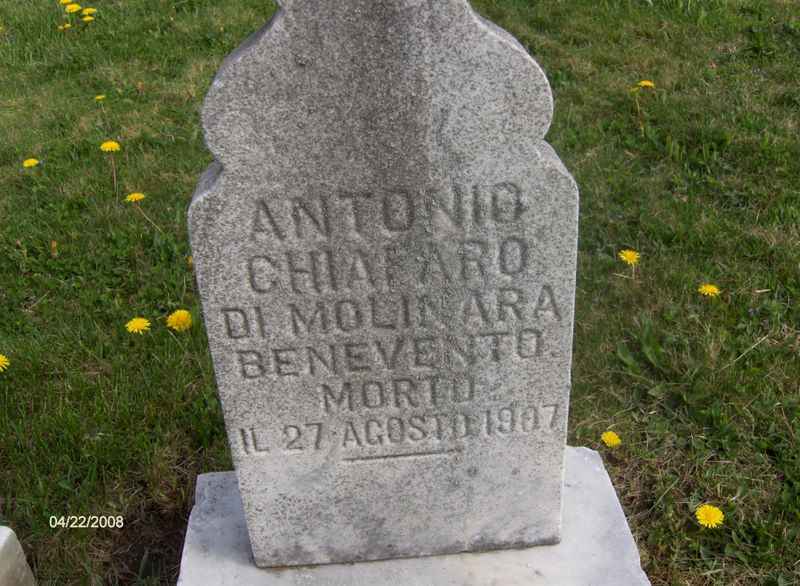 ANTONIO
CHIAFARO
DI MOLINARA
BENEVENTO
MORTO
IL 27 AGOSTO 1907
04/22/2008